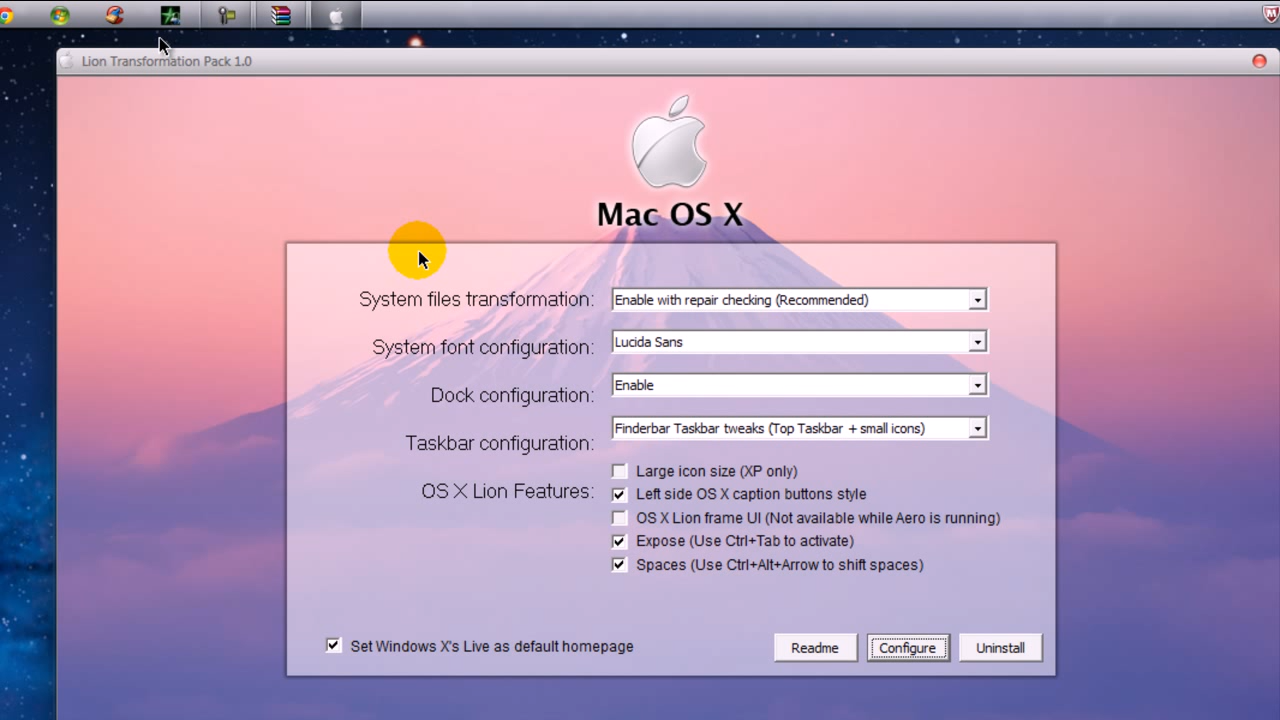 Lion Transformation Pack 1.0
Mac OS X
System files transformation: Enable with repair checking (Recommended)
System font configuration: Lucida Sans
Dock configuration: Enable
Taskbar configuration: Finderbar Taskbar tweaks (Top Taskbar + small icons)
OS X Lion Features: Large icon size (XP only)
Left side OS X caption buttons style
OS X Lion frame UI (Not available while Aero is running)
Expose (Use Ctrl+Tab to activate)
Spaces (Use Ctrl+Alt+Arrow to shift spaces)
Set Windows X's Live as default homepage Readme Configure Uninstall